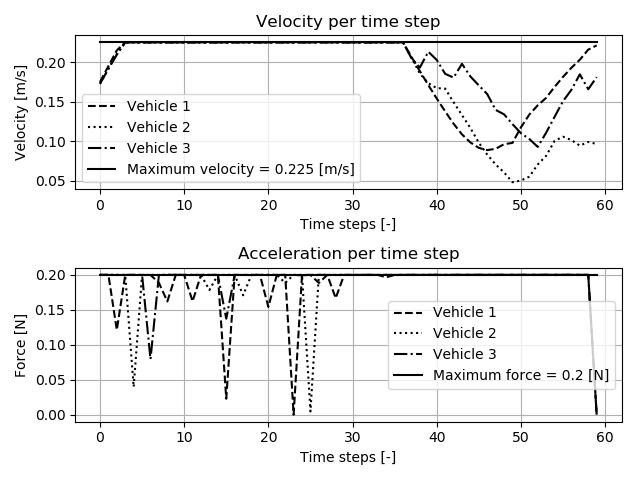 Velocity per time step
Velocity [m/s]
0.20
0.15
0.10
0.05
Vehicle 1
Vehicle 2
Vehicle 3
Maximum velocity = 0.225 [m/s]
0 10 20 30 40 50 60
Time steps [-]
Acceleration per time step
Force [N]
0.20
0.15
0.10
0.05
0.00
Vehicle 1
Vehicle 2
Vehicle 3
Maximum force = 0.2 [N]
0 10 20 30 40 50 60
Time steps [-]